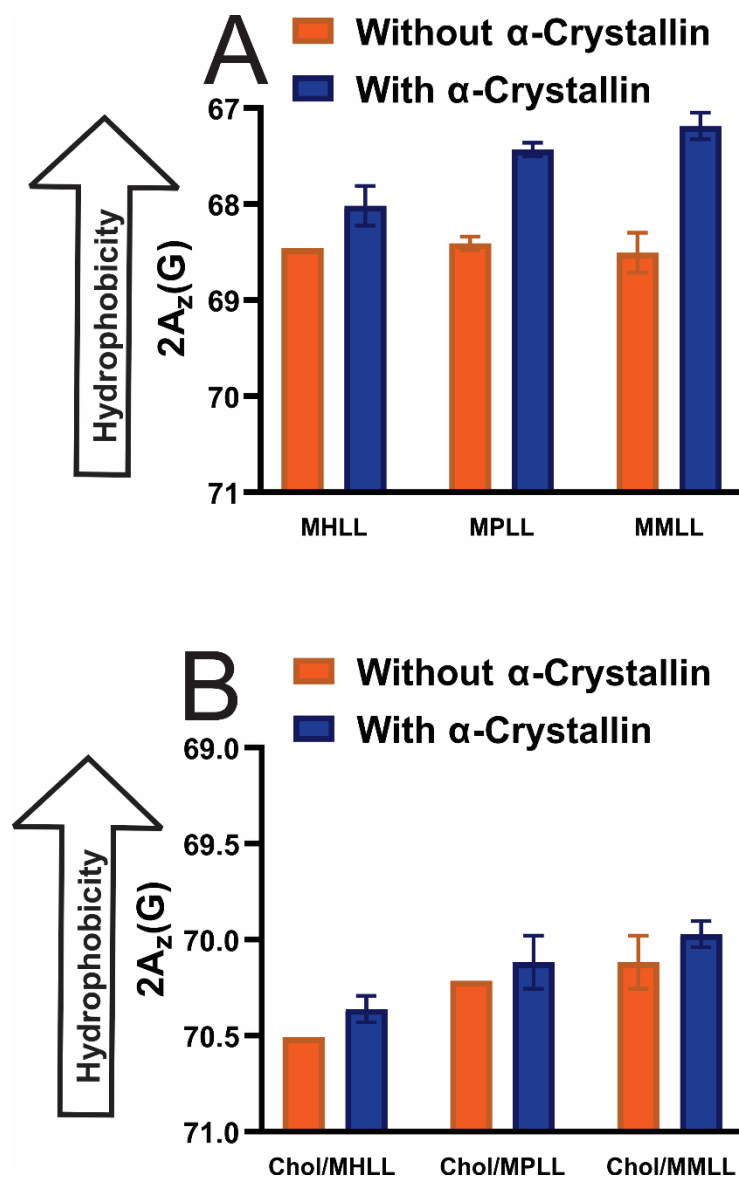 A
Without α-Crystallin
With α-Crystallin
Hydrophobicity
2Az(G)
67
68
69
70
71
MHLL MPLL MMLL
B
Without α-Crystallin
With α-Crystallin
Hydrophobicity
2Az(G)
69.0
69.5
70.0
70.5
71.0
Chol/MHLL Chol/MPLL Chol/MMLL